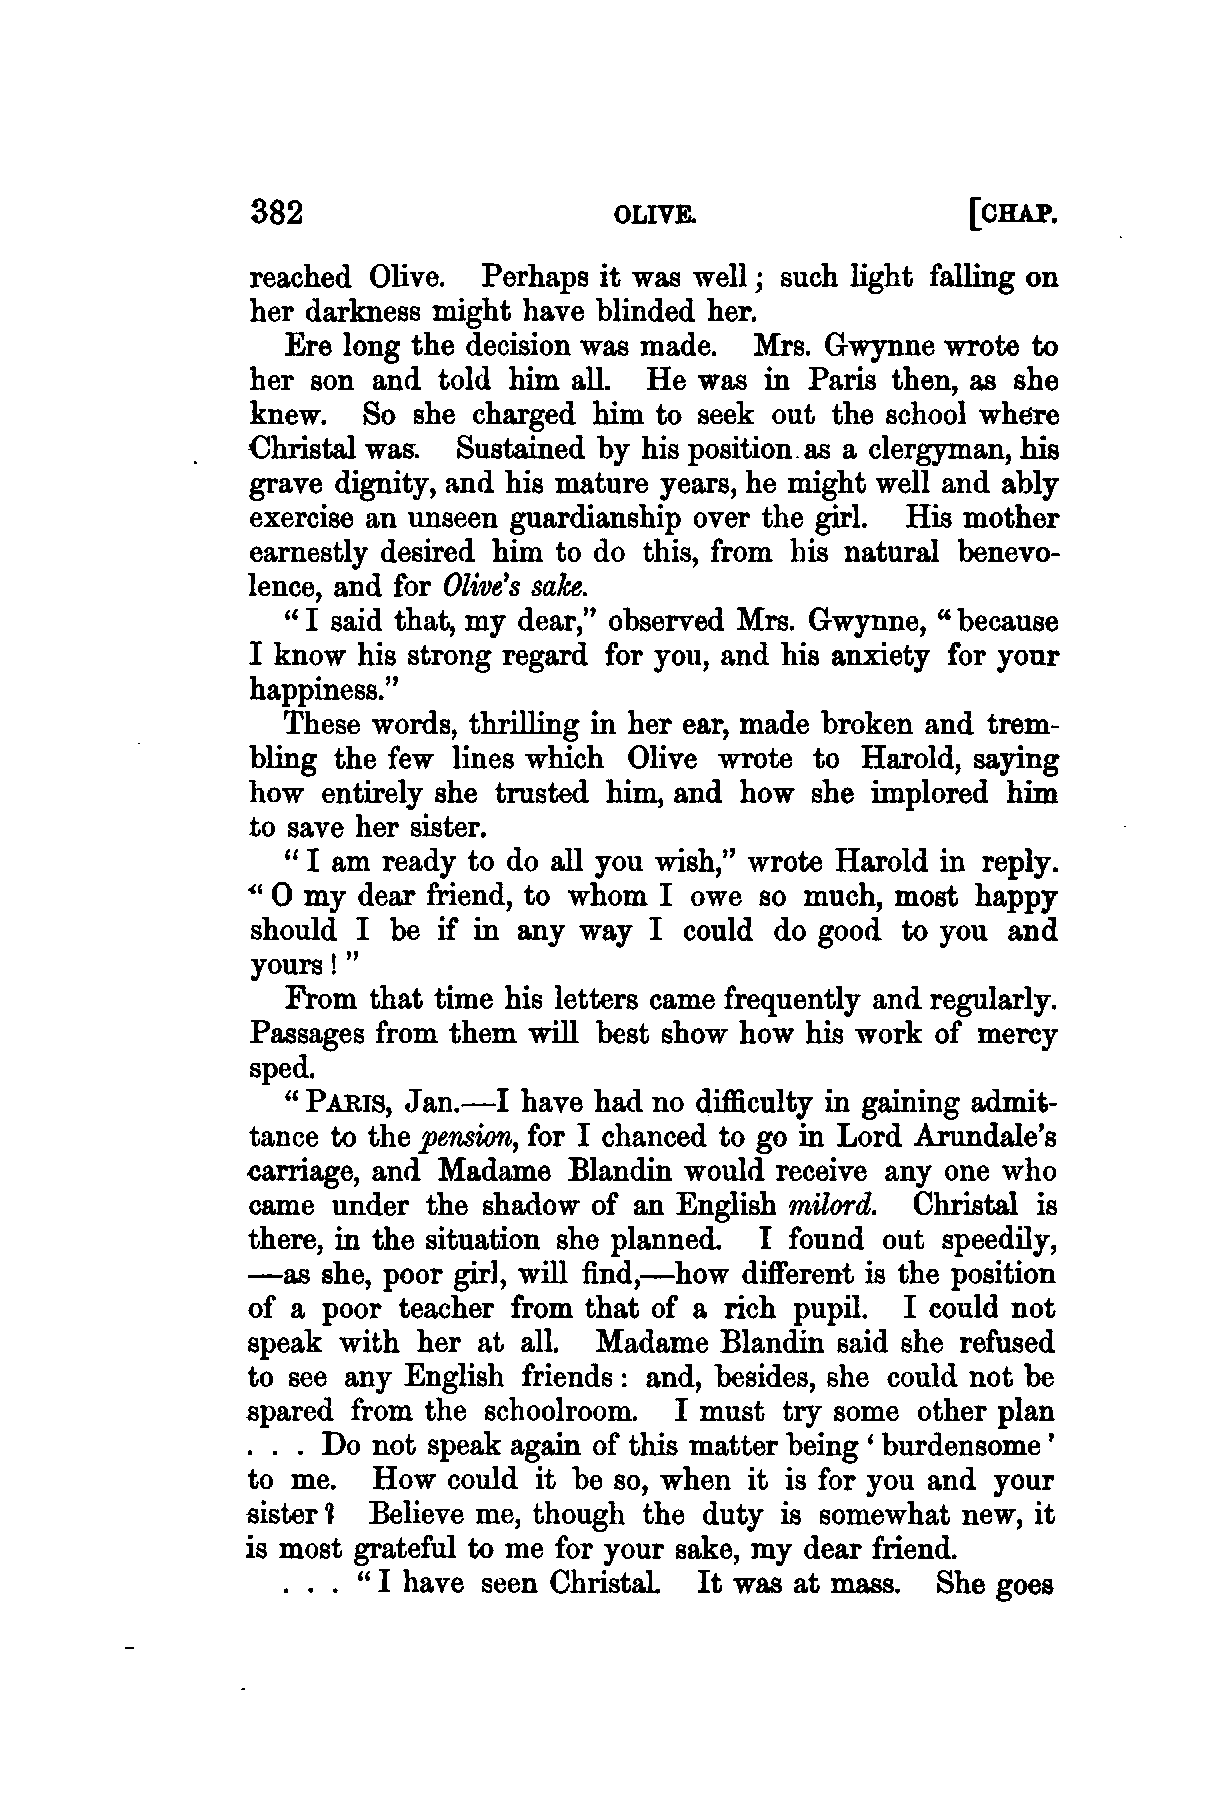 382 OLIVE. [CHAP.
reached Olive. Perhaps it was well; such light falling on
her darkness might have blinded her.
Ere long the decision was made. Mrs. Gwynne wrote to
her son and told him all. He was in Paris then, as she
knew. So she charged him to seek out the school where
Christal was. Sustained by his position as a clergyman, his
grave dignity, and his mature years, he might well and ably
exercise an unseen guardianship over the girl. His mother
earnestly desired him to do this, from his natural benevo-
lence, and for Olive's sake.
"I said that, my dear," observed Mrs. Gwynne, "because
I know his strong regard for you, and his anxiety for your
happiness."
These words, thrilling in her ear, made broken and trem-
bling the few lines which Olive wrote to Harold, saying
how entirely she trusted him, and how she implored him
to save her sister.
"I am ready to do all you wish," wrote Harold in reply.
"O my dear friend, to whom I owe so much, most happy
should I be if in any way I could do good to you and
yours!"
From that time his letters came frequently and regularly.
Passages from them will best show how his work of mercy
sped.
"PARIS, Jan.—I have had no difficulty in gaining admit-
tance to the pension, for I chanced to go in Lord Arundale's
carriage, and Madame Blandin would receive any one who
came under the shadow of an English milord. Christal is
there, in the situation she planned. I found out speedily,
—as she, poor girl, will find,—how different is the position
of a poor teacher from that of a rich pupil. I could not
speak with her at all. Madame Blandin said she refused
to see any English friends: and, besides, she could not be
spared from the schoolroom. I must try some other plan
. . . Do not speak again of this matter being 'burdensome'
to me. How could it be so, when it is for you and your
sister? Believe me, though the duty is somewhat new, it
is most grateful to me for your sake, my dear friend.
. . . "I have seen Christal. It was at mass. She goes